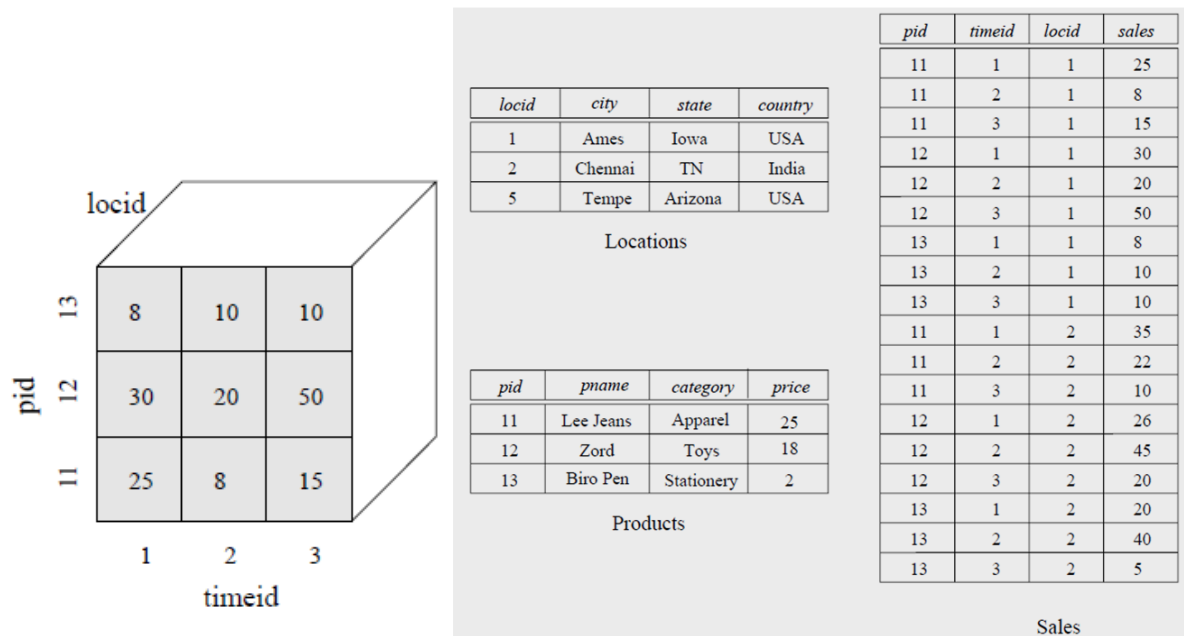 locid
13 8 10 10
pid 12 30 20 50
11 25 8 15
1 2 3
timeid
locid city state country
1 Ames Iowa USA
2 Chennai TN India
5 Tempe Arizona USA
Locations
pid pname category price
11 Lee Jeans Apparel 25
12 Zord Toys 18
13 Biro Pen Stationery 2
Products
pid timeid locid sales
11 1 1 25
11 2 1 8
11 3 1 15
12 1 1 30
12 2 1 20
12 3 1 50
13 1 1 8
13 2 1 10
13 3 1 10
11 1 2 35
11 2 2 22
11 3 2 10
12 1 2 26
12 2 2 45
12 3 2 20
13 1 2 20
13 2 2 40
13 3 2 5
Sales